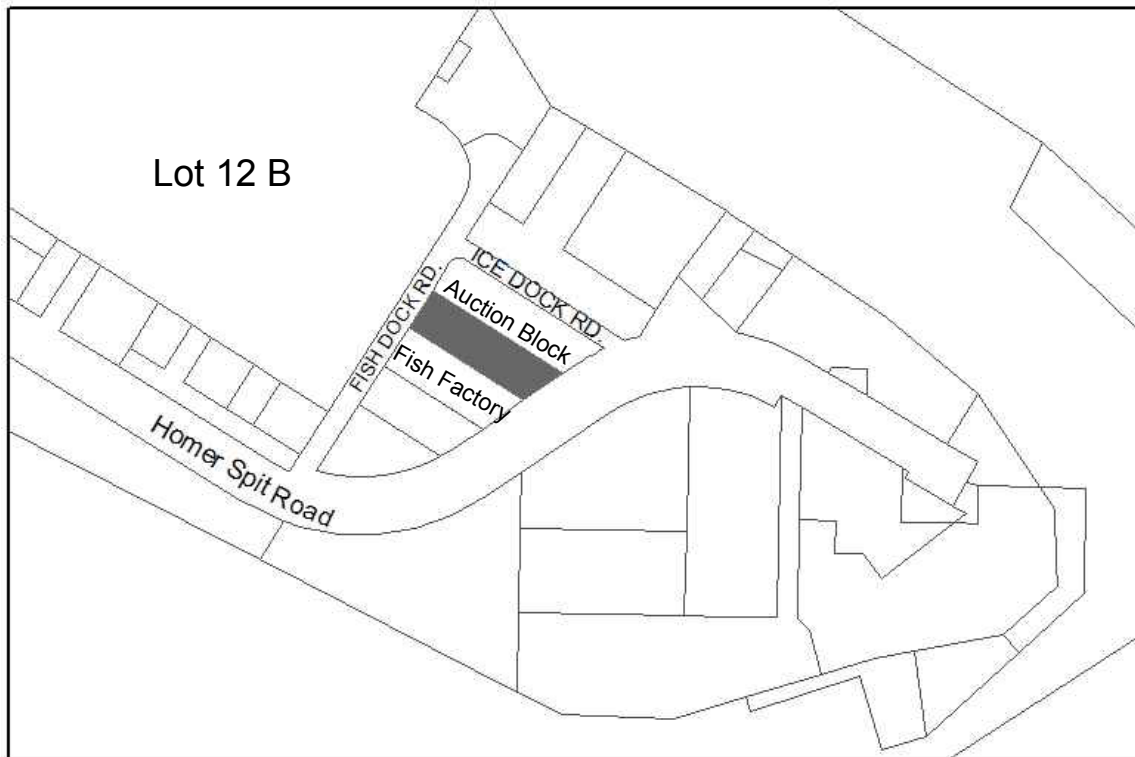 Lot 12 B
ICE DOCK RD.
FISH DOCK RD.
Auction Block
Fish Factory
Homer Spit Road